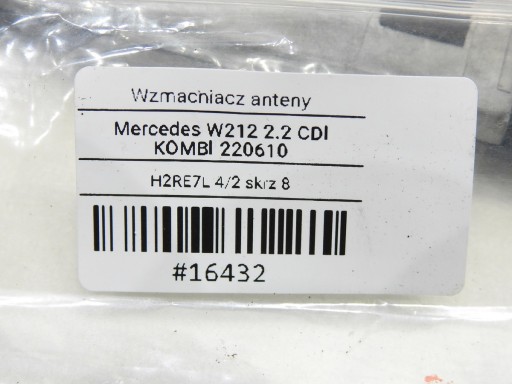 Wzmacniacz anteny
Mercedes W212 2.2 CDI
KOMBI 220610
H2RE7L 4/2 skrz 8
#16432